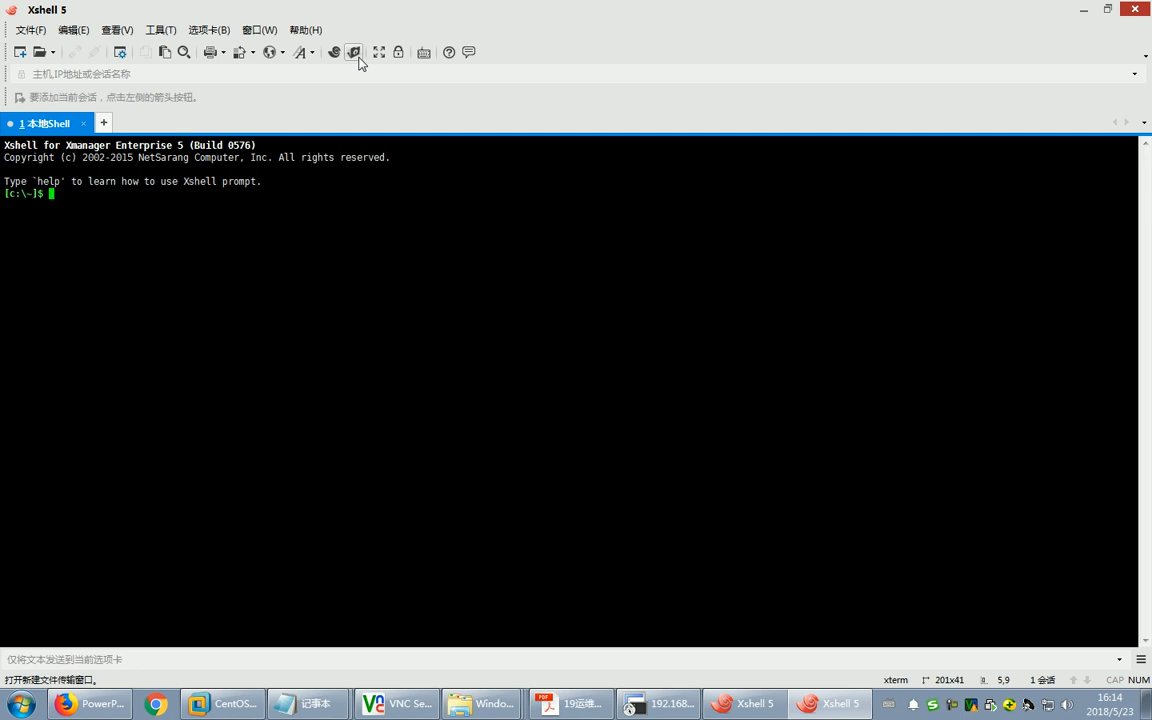 Xshell 5
文件(F) 编辑(E) 查看(V) 工具(T) 选项卡(B) 窗口(W) 帮助(H)
主机,IP地址或会话名称
要添加当前会话，点击左侧的箭头按钮。
1 本地Shell × +
Xshell for Xmanager Enterprise 5 (Build 0576)
Copyright (c) 2002-2015 NetSarang Computer, Inc. All rights reserved.
Type `help' to learn how to use Xshell prompt.
[c:\~]$
仅将文本发送到当前选项卡
打开新建文件传输窗口。 xterm 201x41 5,9 1 会话 CAP NUM
PowerP... CentOS... 记事本 VNC Se... Windo... 19运维... 192.168... Xshell 5 Xshell 5 16:14
2018/5/23